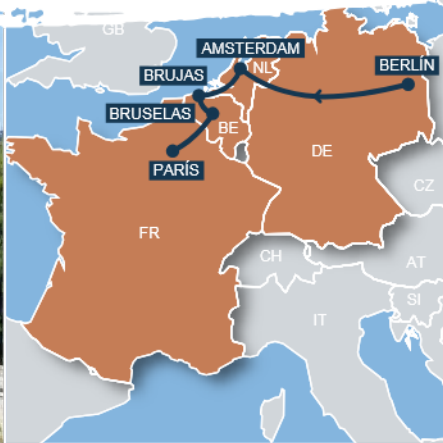 GB
AMSTERDAM
NL
BERLÍN
BRUJAS
BRUSELAS
BE
PARÍS
DE
CZ
FR
CH
AT
SI
IT